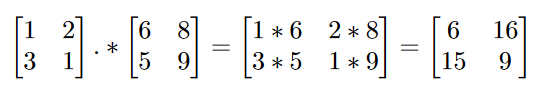 [1 2] .* [6 8] = [1 * 6 2 * 8] = [6 16]
[3 1] [5 9] [3 * 5 1 * 9] [15 9]